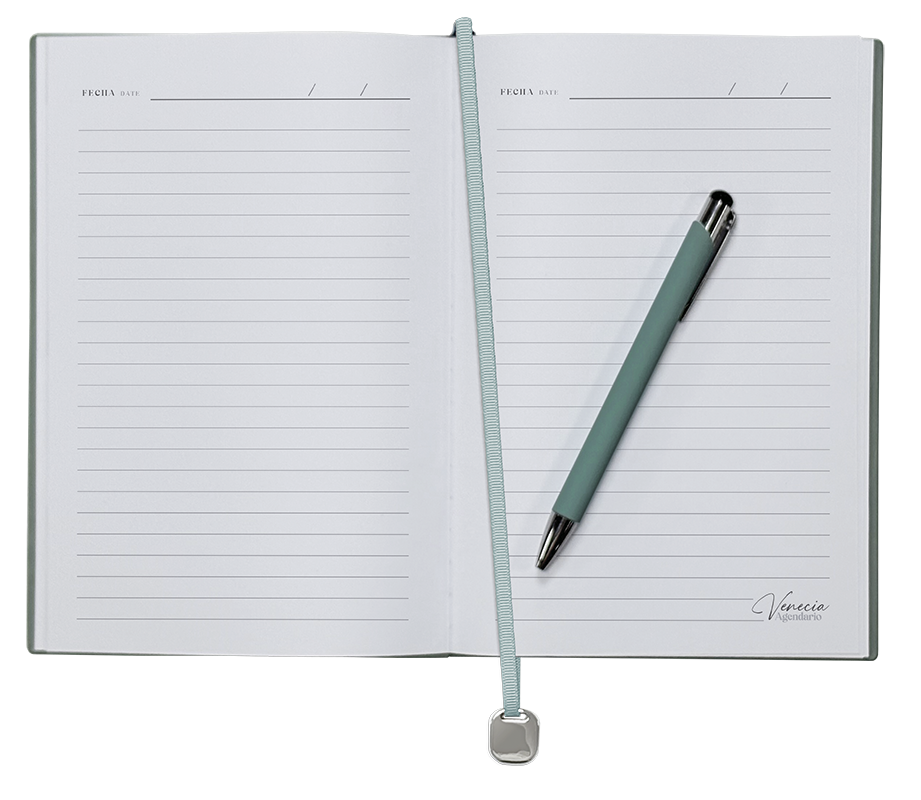 FECHA DATE / /
FECHA DATE / /
Venecia
Agendario